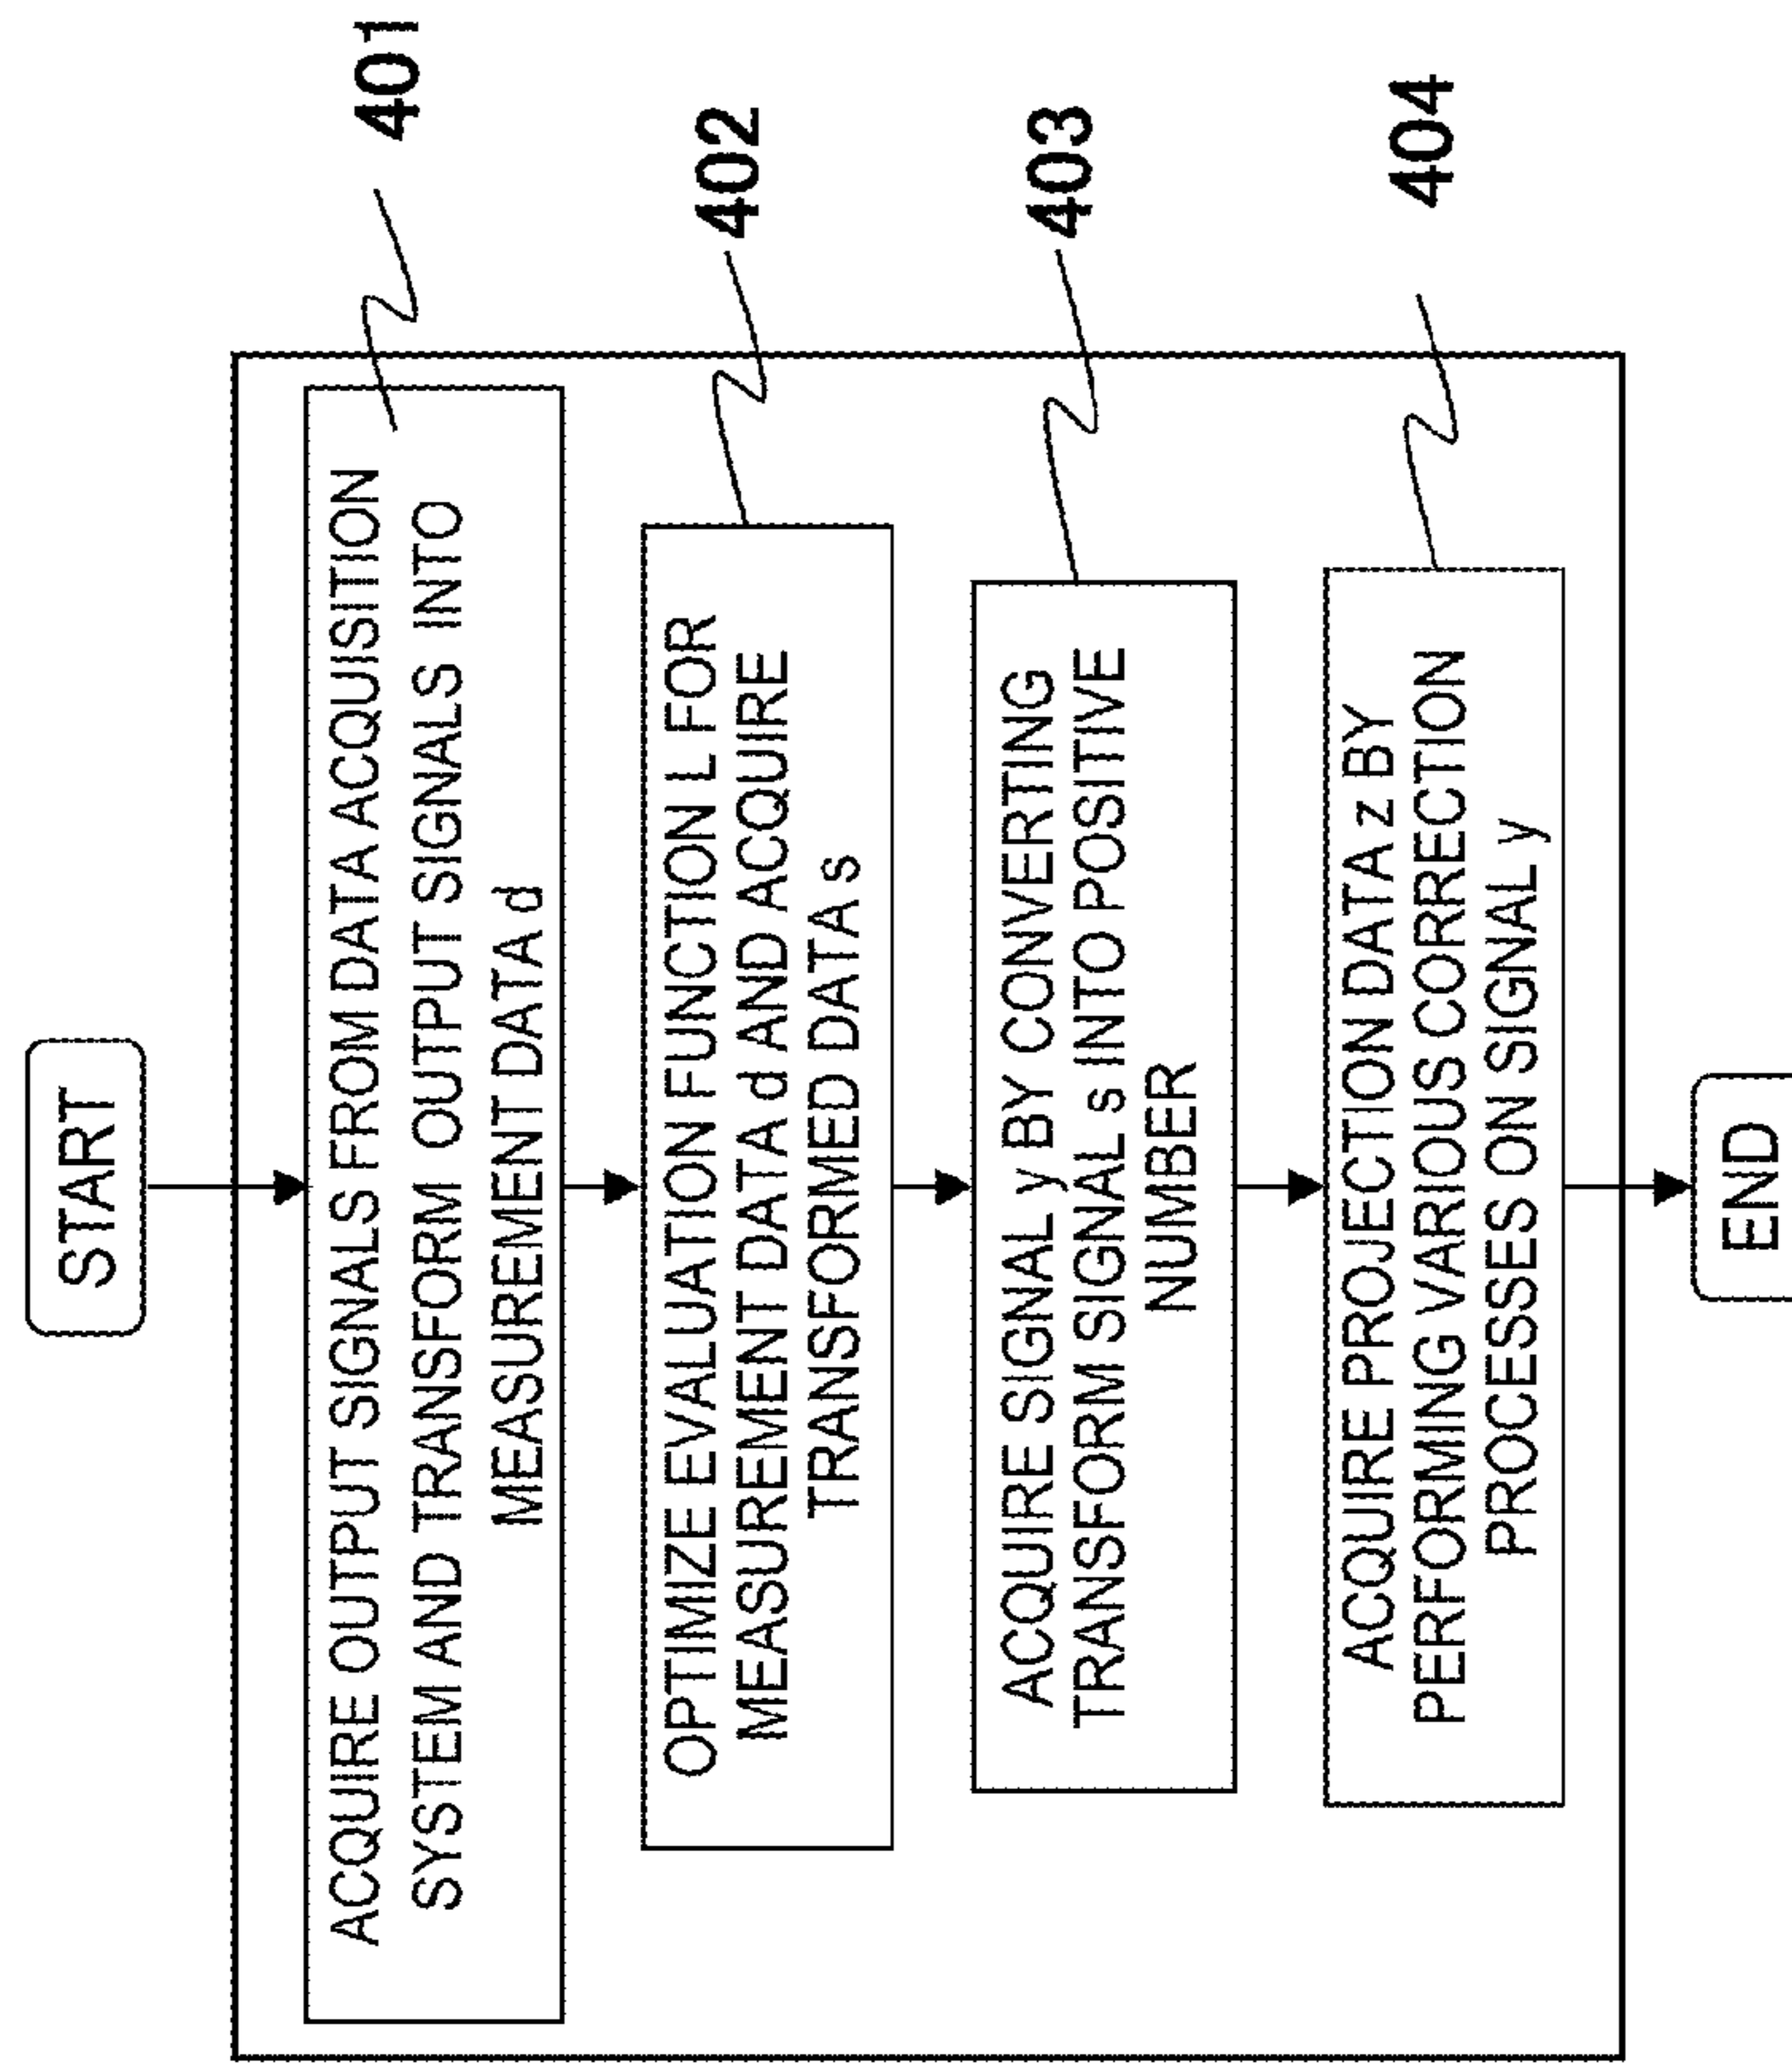 START
ACQUIRE OUTPUT SIGNALS FROM DATA ACQUISITION
SYSTEM AND TRANSFORM OUTPUT SIGNALS INTO
MEASUREMENT DATA d
401
OPTIMIZE EVALUATION FUNCTION L FOR
MEASUREMENT DATA d AND ACQUIRE
TRANSFORMED DATA s
402
ACQUIRE SIGNAL y BY CONVERTING
TRANSFORM SIGNAL s INTO POSITIVE
NUMBER
403
ACQUIRE PROJECTION DATA z BY
PERFORMING VARIOUS CORRECTION
PROCESSES ON SIGNAL y
404
END